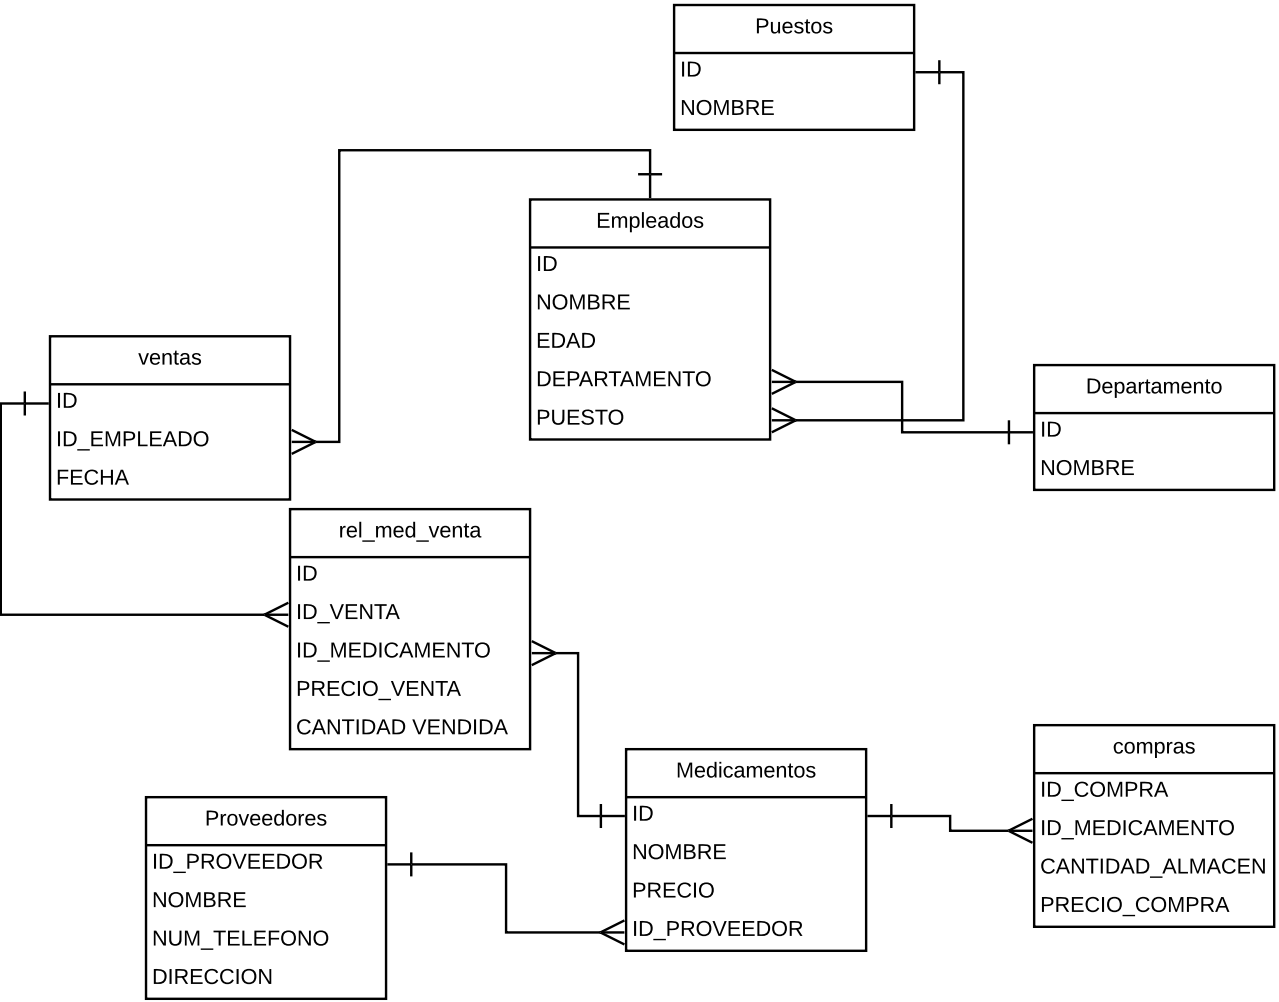 Puestos
ID
NOMBRE
Empleados
ID
NOMBRE
EDAD
DEPARTAMENTO
PUESTO
ventas
ID
ID_EMPLEADO
FECHA
Departamento
ID
NOMBRE
rel_med_venta
ID
ID_VENTA
ID_MEDICAMENTO
PRECIO_VENTA
CANTIDAD VENDIDA
Medicamentos
ID
NOMBRE
PRECIO
ID_PROVEEDOR
compras
ID_COMPRA
ID_MEDICAMENTO
CANTIDAD_ALMACEN
PRECIO_COMPRA
Proveedores
ID_PROVEEDOR
NOMBRE
NUM_TELEFONO
DIRECCION